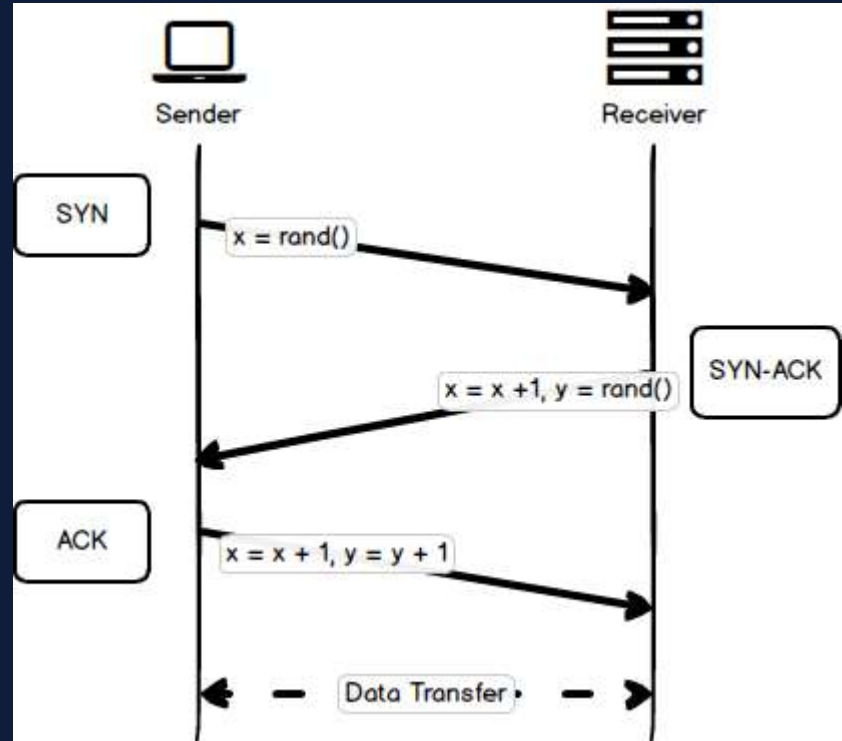 Sender
Receiver
SYN
x = rand()
SYN-ACK
x = x +1, y = rand()
ACK
x = x + 1, y = y + 1
Data Transfer